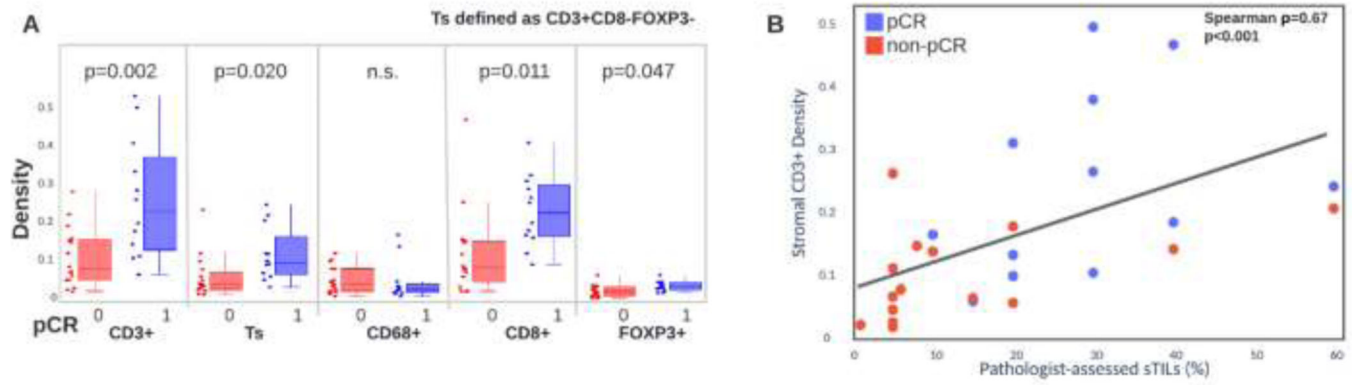 A
Ts defined as CD3+CD8-FOXP3-
p=0.002
p=0.020
n.s.
p=0.011
p=0.047
Density
0.5
0.4
0.3
0.2
0.1
0
pCR
0 1 0 1 0 1 0 1 0 1
CD3+ Ts CD68+ CD8+ FOXP3+
B
pCR
non-pCR
Spearman ρ=0.67
p<0.001
Stromal CD3+ Density
0.5
0.4
0.3
0.2
0.1
0
0 10 20 30 40 50 60
Pathologist-assessed sTILs (%)